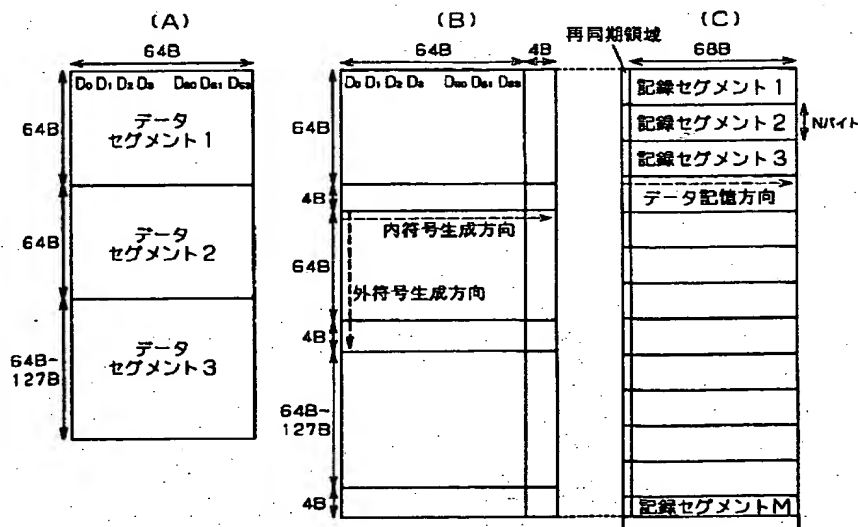 (A)
(B)
(C)
64B
64B
4B
再同期領域
68B
D0 D1 D2 D3 D60 D61 D63
データ
セグメント1
64B
データ
セグメント2
64B
データ
セグメント3
64B~
127B
D0 D1 D2 D3 D60 D61 D63
64B
4B
内符号生成方向
外符号生成方向
64B
4B
64B~
127B
4B
記録セグメント1
記録セグメント2
Nバイト
記録セグメント3
データ記憶方向
記録セグメントM